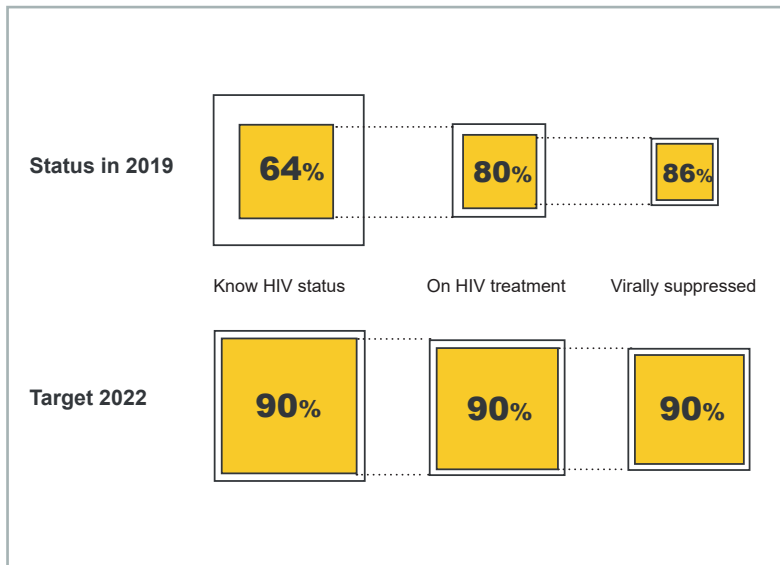 Status in 2019
64%
80%
86%
Know HIV status
On HIV treatment
Virally suppressed
Target 2022
90%
90%
90%